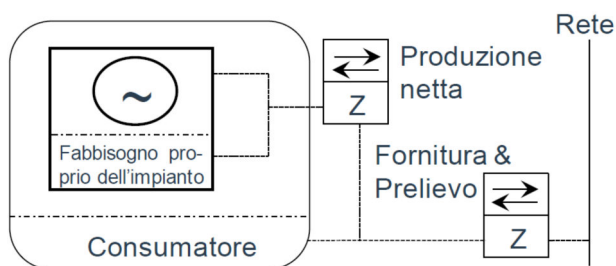 Rete
Produzione
netta
Z
~
Fabbisogno pro-
prio dell'impianto
Fornitura &
Prelievo
Z
Consumatore